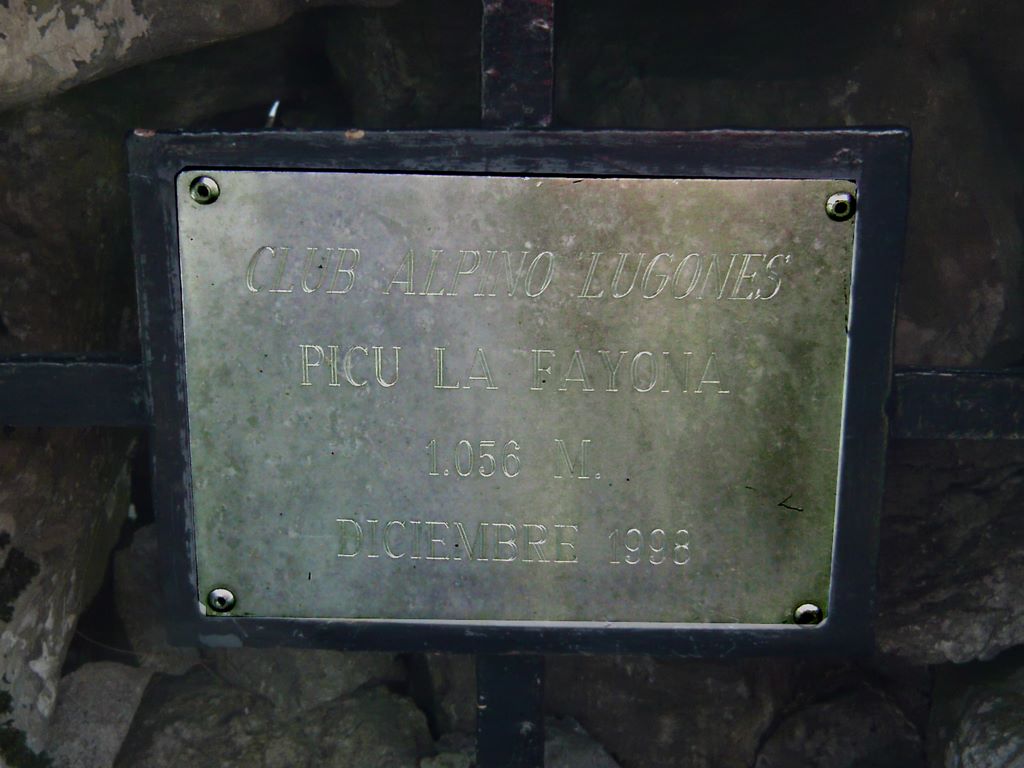 CLUB ALPINO LUGONES
PICU LA FAYONA
1.056 M.
DICIEMBRE 1998